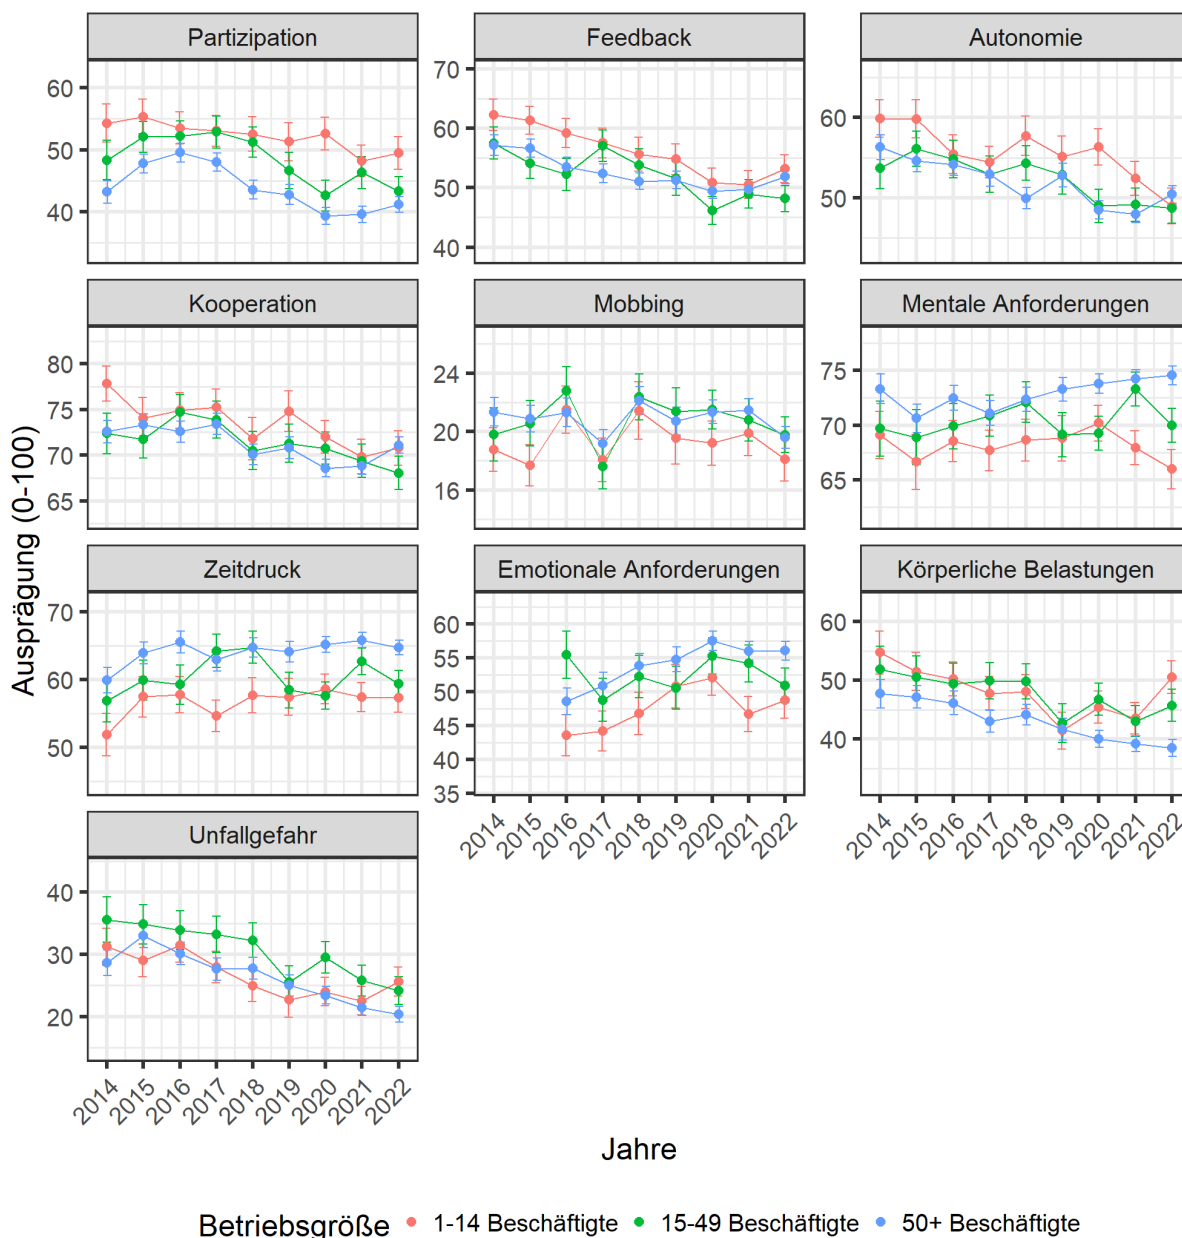 Partizipation
Feedback
Autonomie
60
50
40
70
60
50
40
60
50
Kooperation
Mobbing
Mentale Anforderungen
80
75
70
65
24
20
16
75
70
65
Zeitdruck
Emotionale Anforderungen
Körperliche Belastungen
70
60
50
60
55
50
45
40
35
60
50
40
2014 2015 2016 2017 2018 2019 2020 2021 2022
2014 2015 2016 2017 2018 2019 2020 2021 2022
Unfallgefahr
40
30
20
2014 2015 2016 2017 2018 2019 2020 2021 2022
Ausprägung (0-100)
Jahre
Betriebsgröße 1-14 Beschäftigte 15-49 Beschäftigte 50+ Beschäftigte